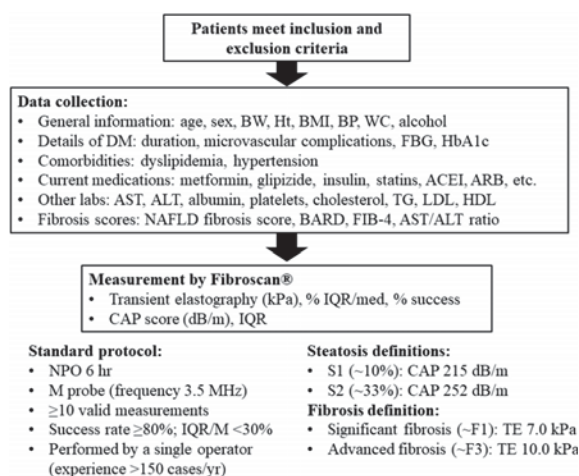 Patients meet inclusion and
exclusion criteria
Data collection:
• General information: age, sex, BW, Ht, BMI, BP, WC, alcohol
• Details of DM: duration, microvascular complications, FBG, HbA1c
• Comorbidities: dyslipidemia, hypertension
• Current medications: metformin, glipizide, insulin, statins, ACEI, ARB, etc.
• Other labs: AST, ALT, albumin, platelets, cholesterol, TG, LDL, HDL
• Fibrosis scores: NAFLD fibrosis score, BARD, FIB-4, AST/ALT ratio
Measurement by Fibroscan®
• Transient elastography (kPa), % IQR/med, % success
• CAP score (dB/m), IQR
Standard protocol:
• NPO 6 hr
• M probe (frequency 3.5 MHz)
• ≥10 valid measurements
• Success rate ≥80%; IQR/M <30%
• Performed by a single operator
(experience >150 cases/yr)
Steatosis definitions:
• S1 (~10%): CAP 215 dB/m
• S2 (~33%): CAP 252 dB/m
Fibrosis definition:
• Significant fibrosis (~F1): TE 7.0 kPa
• Advanced fibrosis (~F3): TE 10.0 kPa